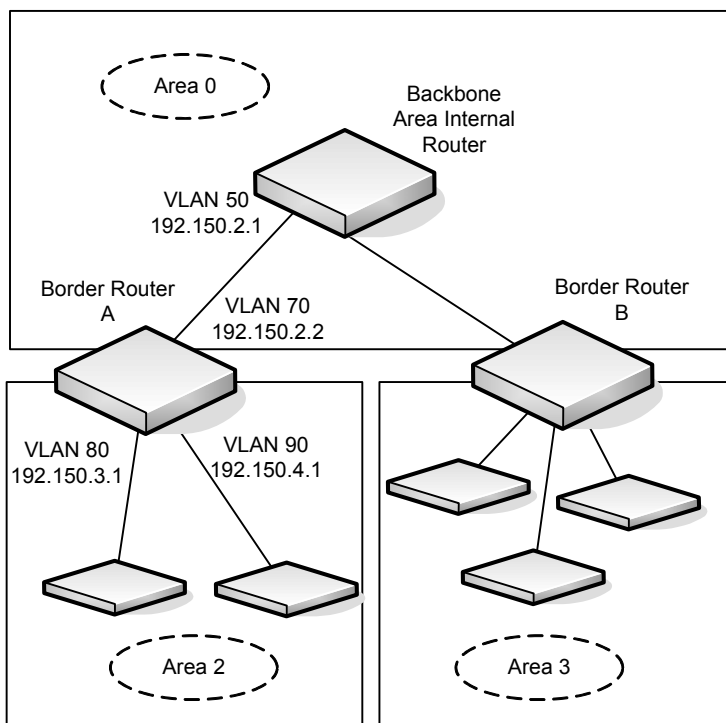 Area 0
Backbone
Area Internal
Router
VLAN 50
192.150.2.1
Border Router
A
VLAN 70
192.150.2.2
Border Router
B
VLAN 80
192.150.3.1
VLAN 90
192.150.4.1
Area 2
Area 3